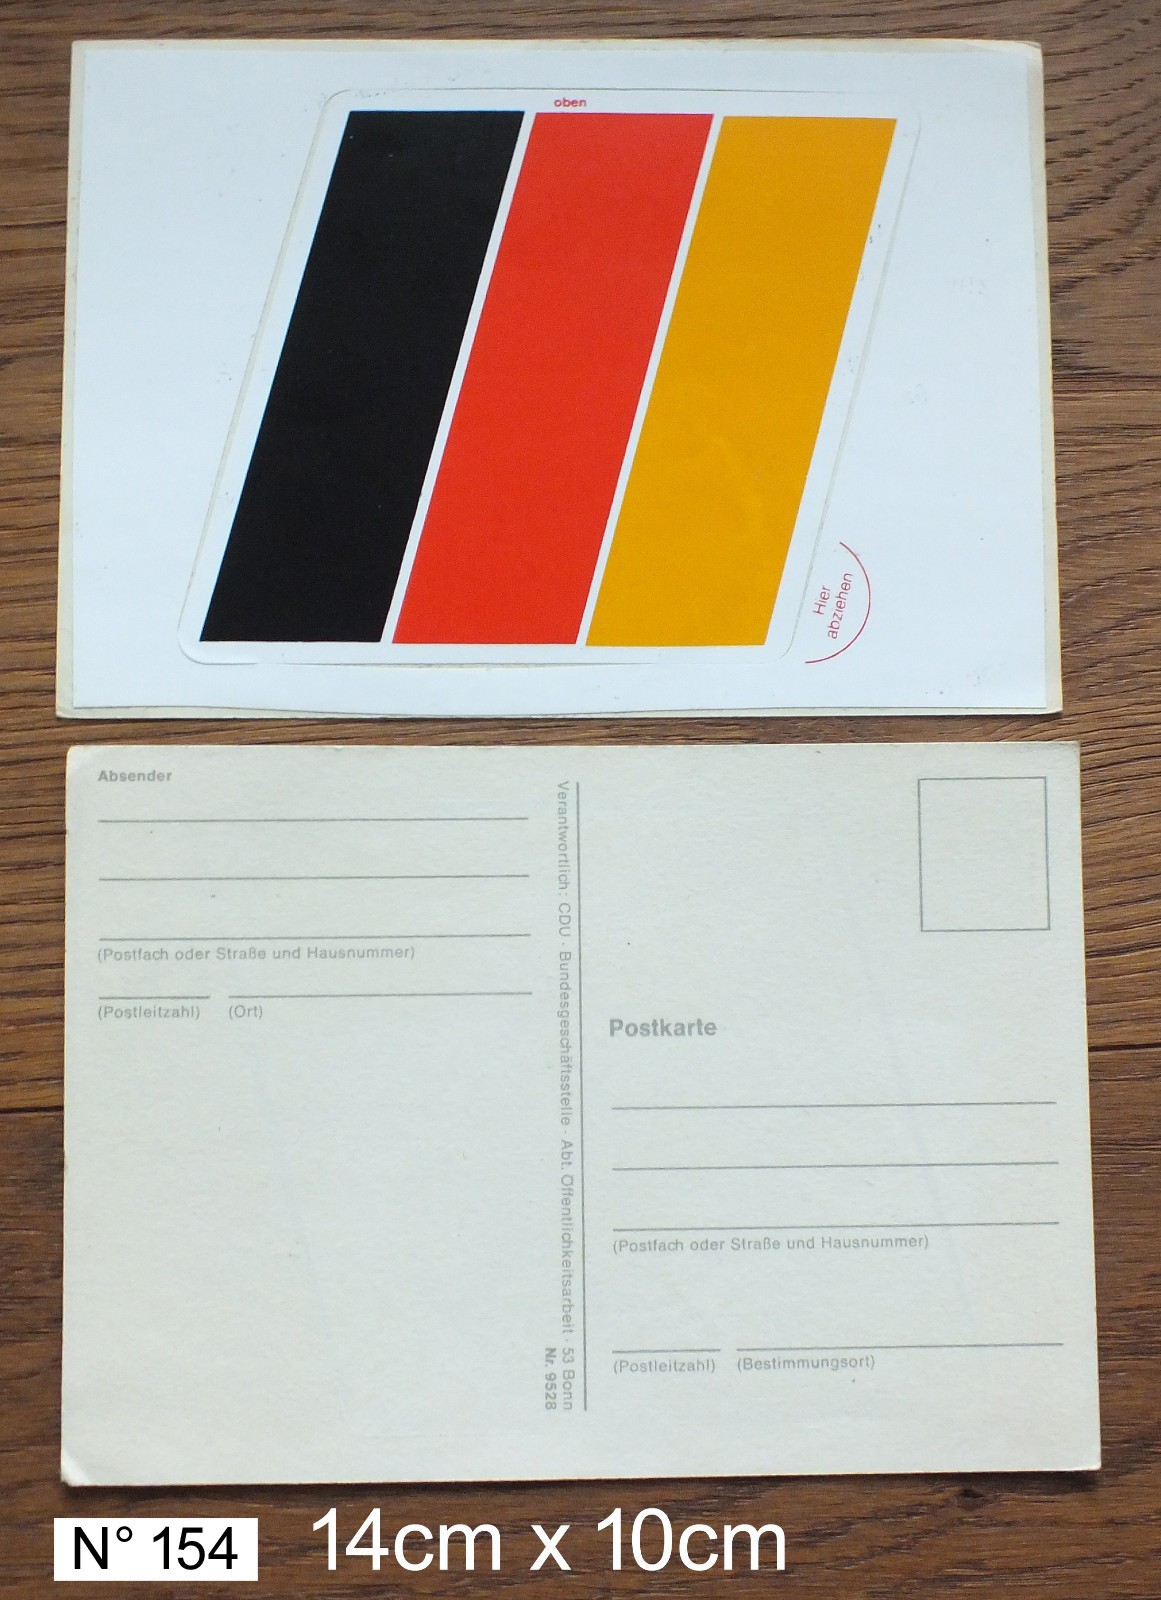 oben
Hier
abziehen
Absender
(Postfach oder Straße und Hausnummer)
(Postleitzahl) (Ort)
Verantwortlich: CDU · Bundesgeschäftsstelle · Abt. Öffentlichkeitsarbeit · 53 Bonn
Nr. 9528
Postkarte
(Postfach oder Straße und Hausnummer)
(Postleitzahl) (Bestimmungsort)
N° 154 14cm x 10cm